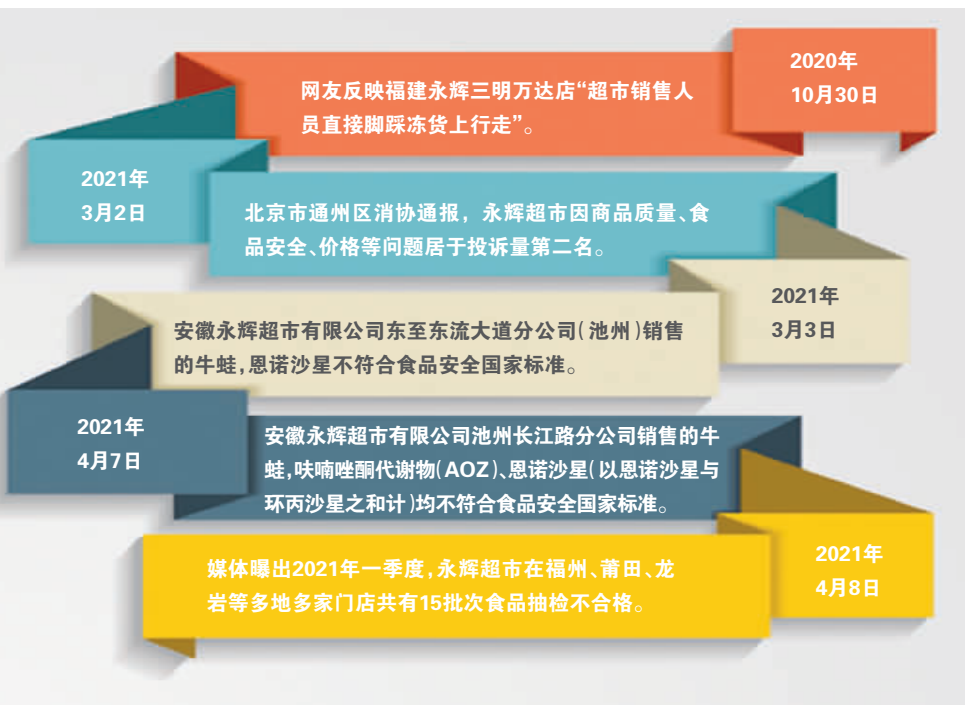 2020年
10月30日
网友反映福建永辉三明万达店“超市销售人
员直接脚踩冻货上行走”。
2021年
3月2日
北京市通州区消协通报，永辉超市因商品质量、食
品安全、价格等问题居于投诉量第二名。
2021年
3月3日
安徽永辉超市有限公司东至东流大道分公司(池州)销售
的牛蛙,恩诺沙星不符合食品安全国家标准。
2021年
4月7日
安徽永辉超市有限公司池州长江路分公司销售的牛
蛙,呋喃唑酮代谢物(AOZ)、恩诺沙星(以恩诺沙星与
环丙沙星之和计)均不符合食品安全国家标准。
2021年
4月8日
媒体曝出2021年一季度,永辉超市在福州、莆田、龙
岩等多地多家门店共有15批次食品抽检不合格。